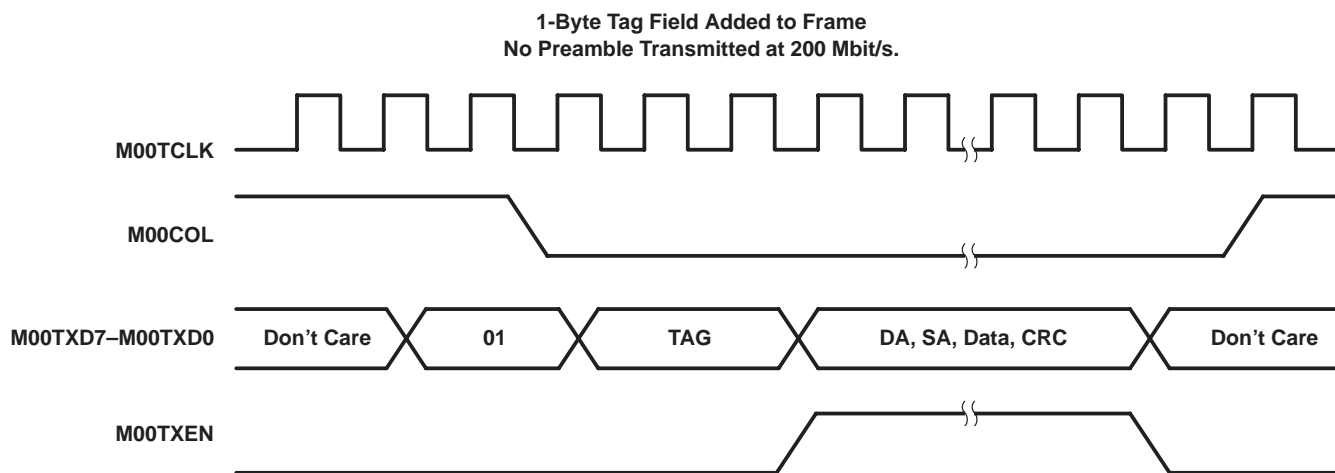 1-Byte Tag Field Added to Frame
No Preamble Transmitted at 200 Mbit/s.
M00TCLK
M00COL
M00TXD7–M00TXD0 Don't Care 01 TAG DA, SA, Data, CRC Don't Care
M00TXEN